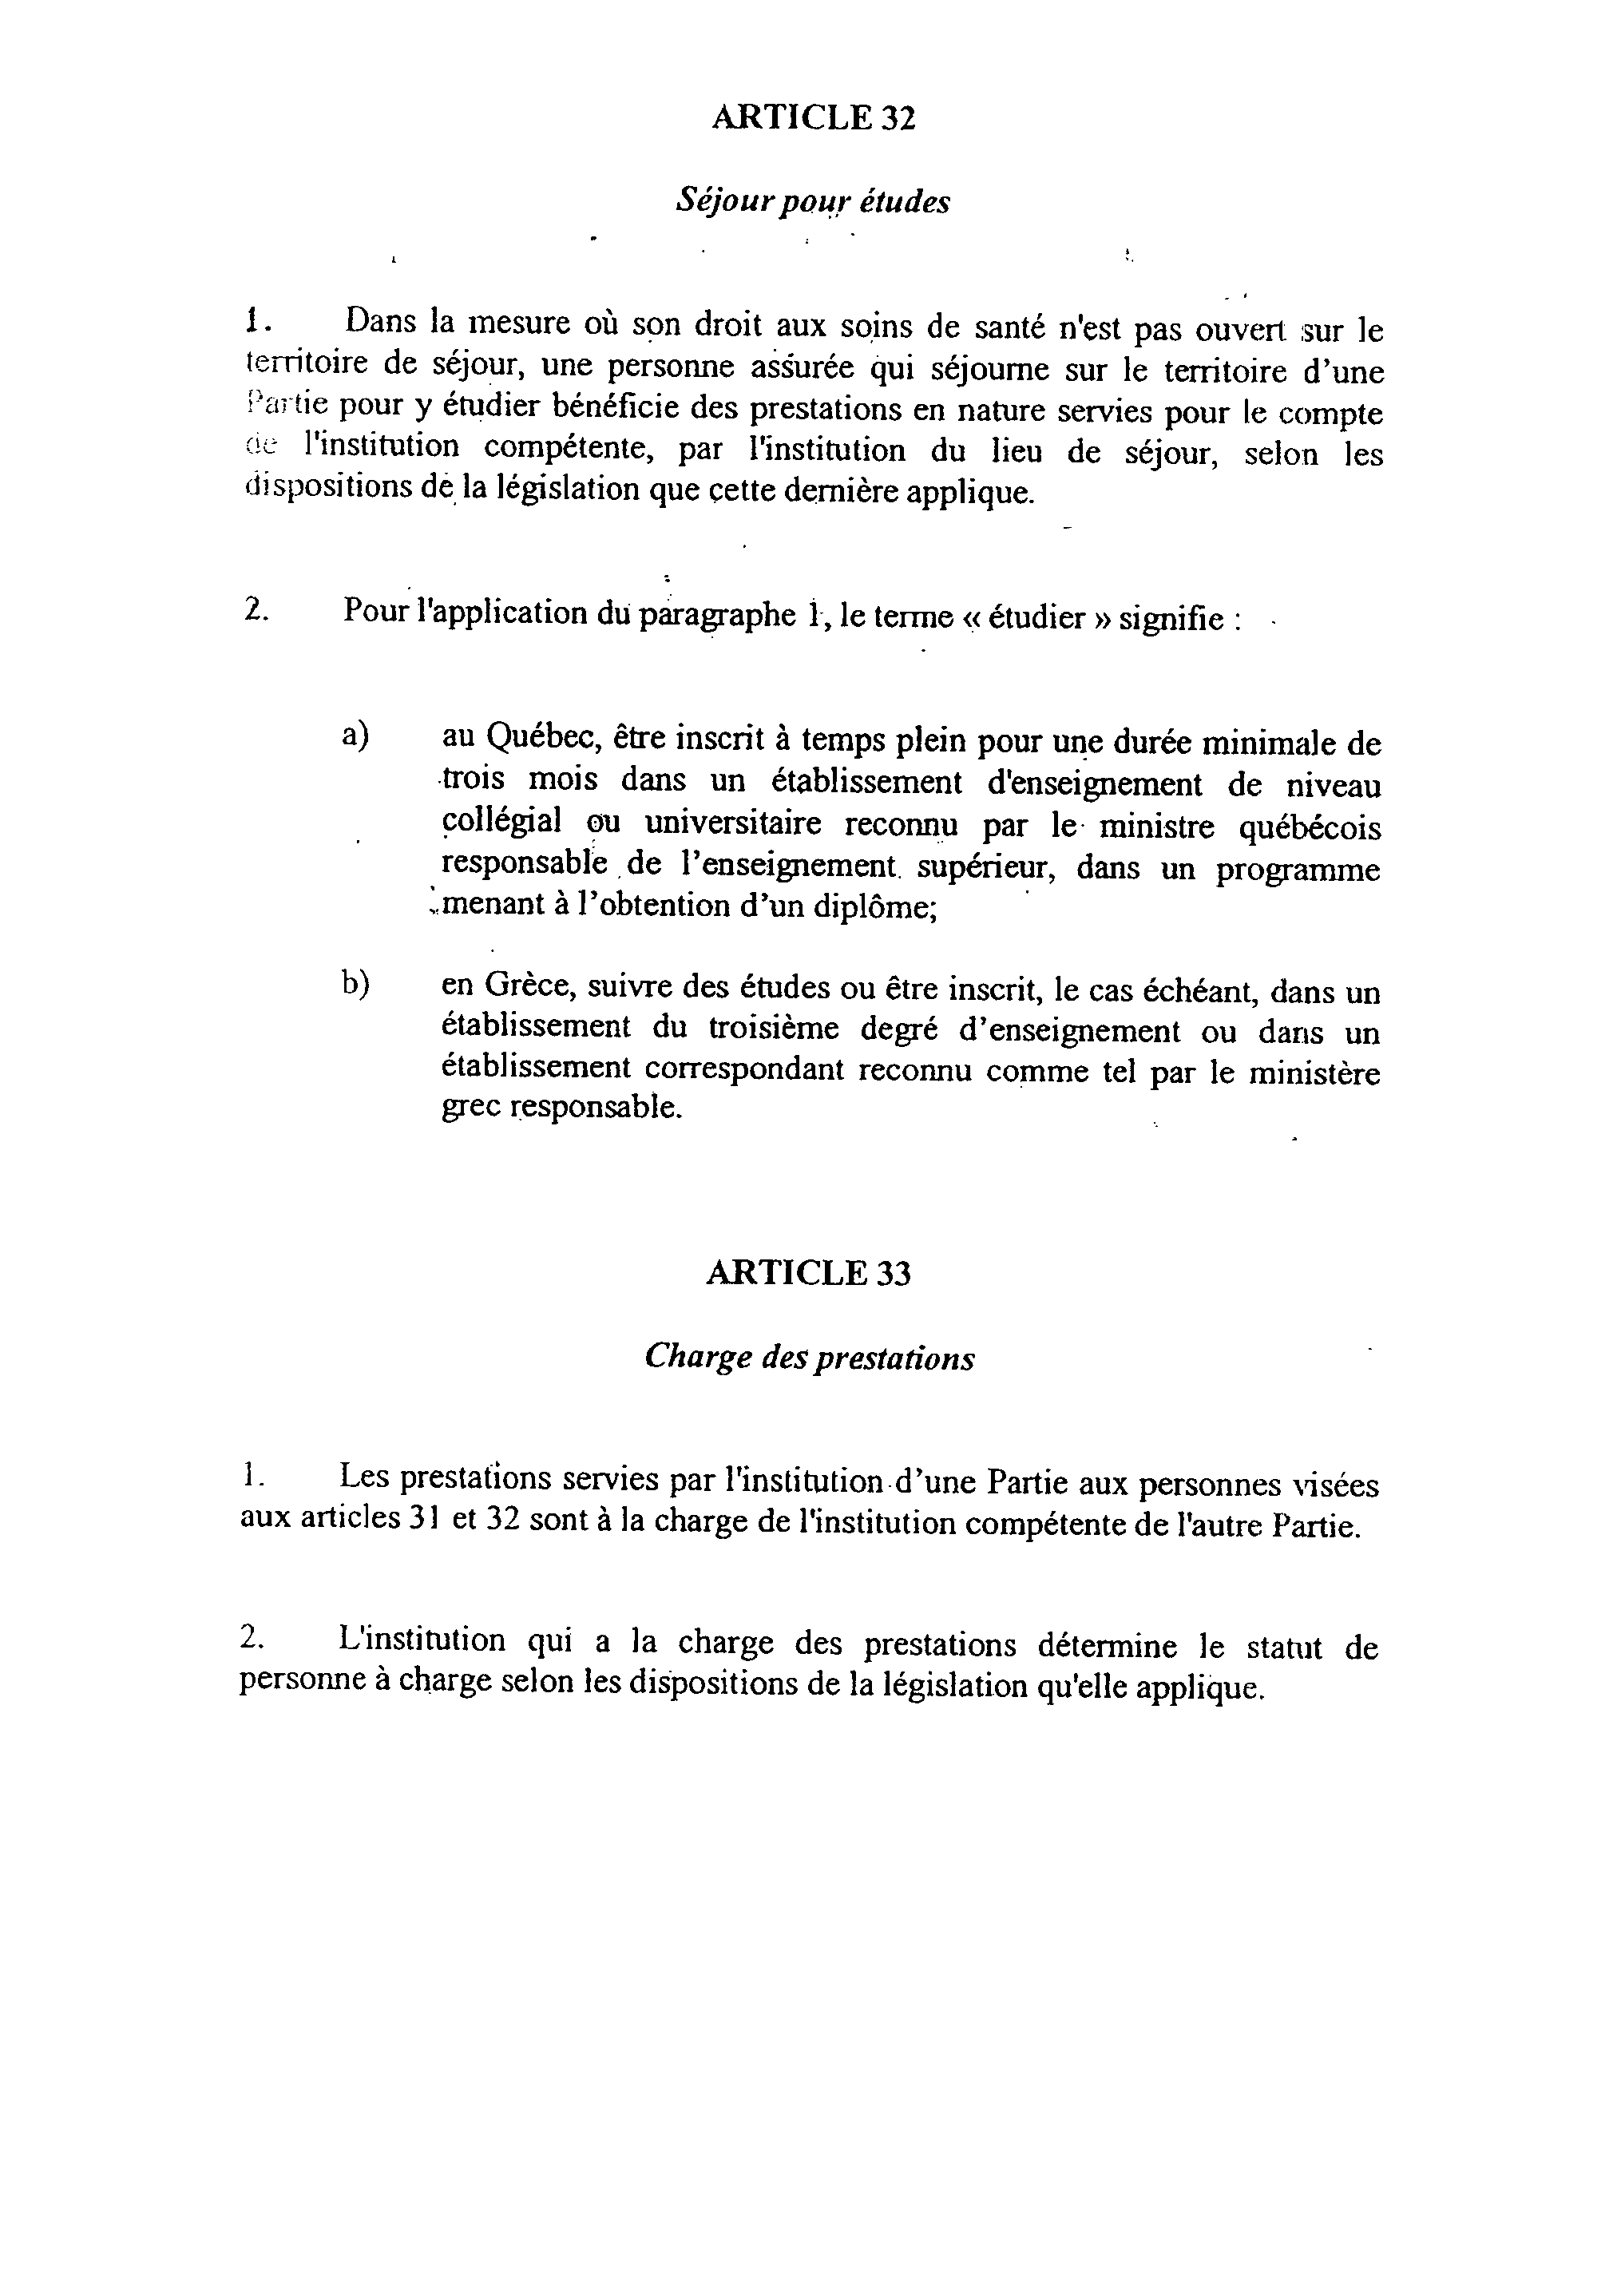 ARTICLE 32
Séjour pour études
1. Dans la mesure où son droit aux soins de santé n'est pas ouvert sur le
territoire de séjour, une personne assurée qui séjourne sur le territoire d’une
Partie pour y étudier bénéficie des prestations en nature servies pour le compte
de l'institution compétente, par l'institution du lieu de séjour, selon les
dispositions de la législation que cette dernière applique.
2. Pour l'application du paragraphe 1, le terme « étudier » signifie :
a) au Québec, être inscrit à temps plein pour une durée minimale de
trois mois dans un établissement d'enseignement de niveau
collégial ou universitaire reconnu par le ministre québécois
responsable de l’enseignement supérieur, dans un programme
menant à l’obtention d’un diplôme;
b) en Grèce, suivre des études ou être inscrit, le cas échéant, dans un
établissement du troisième degré d’enseignement ou dans un
établissement correspondant reconnu comme tel par le ministère
grec responsable.
ARTICLE 33
Charge des prestations
1. Les prestations servies par l'institution d’une Partie aux personnes visées
aux articles 31 et 32 sont à la charge de l'institution compétente de l'autre Partie.
2. L'institution qui a la charge des prestations détermine le statut de
personne à charge selon les dispositions de la législation qu'elle applique.